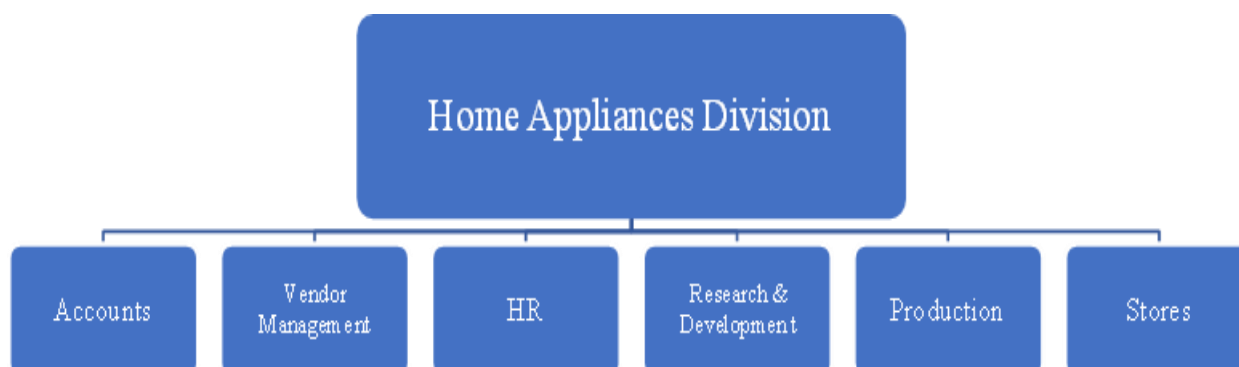 Home Appliances Division
Accounts
Vendor
Management
HR
Research &
Development
Production
Stores